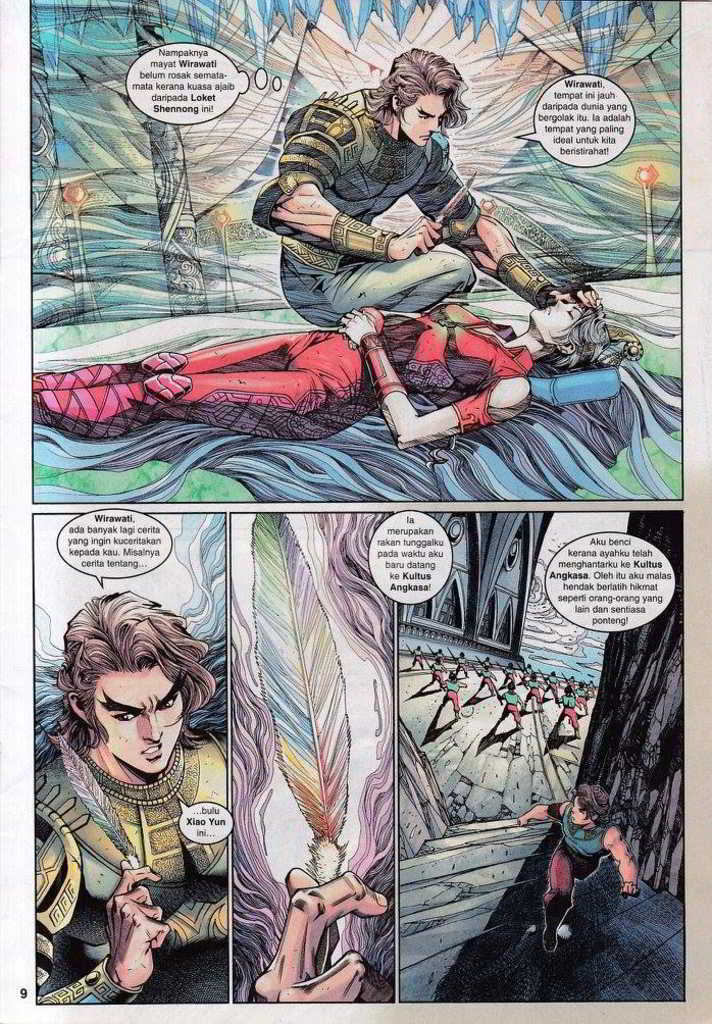 Nampaknya
mayat Wirawati
belum rosak semata-
mata kerana kuasa ajaib
daripada Loket
Shennong ini!
Wirawati,
tempat ini jauh
daripada dunia yang
bergolak itu. Ia adalah
tempat yang paling
ideal untuk kita
beristirahat!
Wirawati,
ada banyak lagi cerita
yang ingin kuceritakan
kepada kau. Misalnya
cerita tentang...
...bulu
Xiao Yun
ini...
Ia
merupakan
rakan tunggalku
pada waktu aku
baru datang
ke Kultus
Angkasa!
Aku benci
kerana ayahku telah
menghantarku ke Kultus
Angkasa. Oleh itu aku malas
hendak berlatih hikmat
seperti orang-orang yang
lain dan sentiasa
ponteng!
9